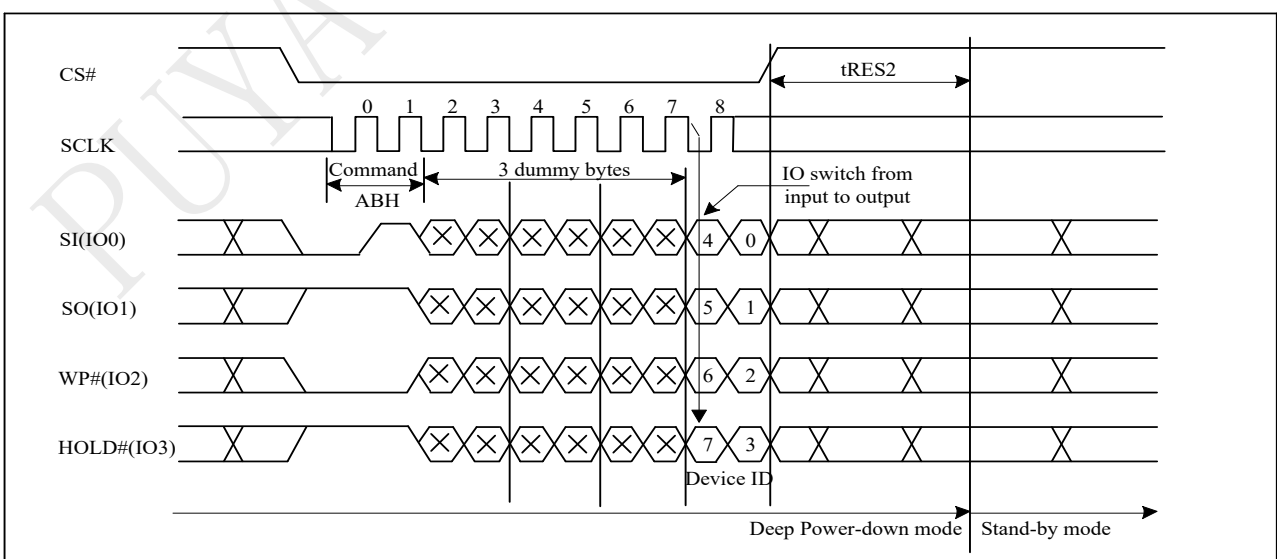 PUYA
CS#
tRES2
0 1 2 3 4 5 6 7 8
SCLK
Command
3 dummy bytes
IO switch from
input to output
ABH
SI(IO0)
4 0
SO(IO1)
5 1
WP#(IO2)
6 2
HOLD#(IO3)
7 3
Device ID
Deep Power-down mode
Stand-by mode